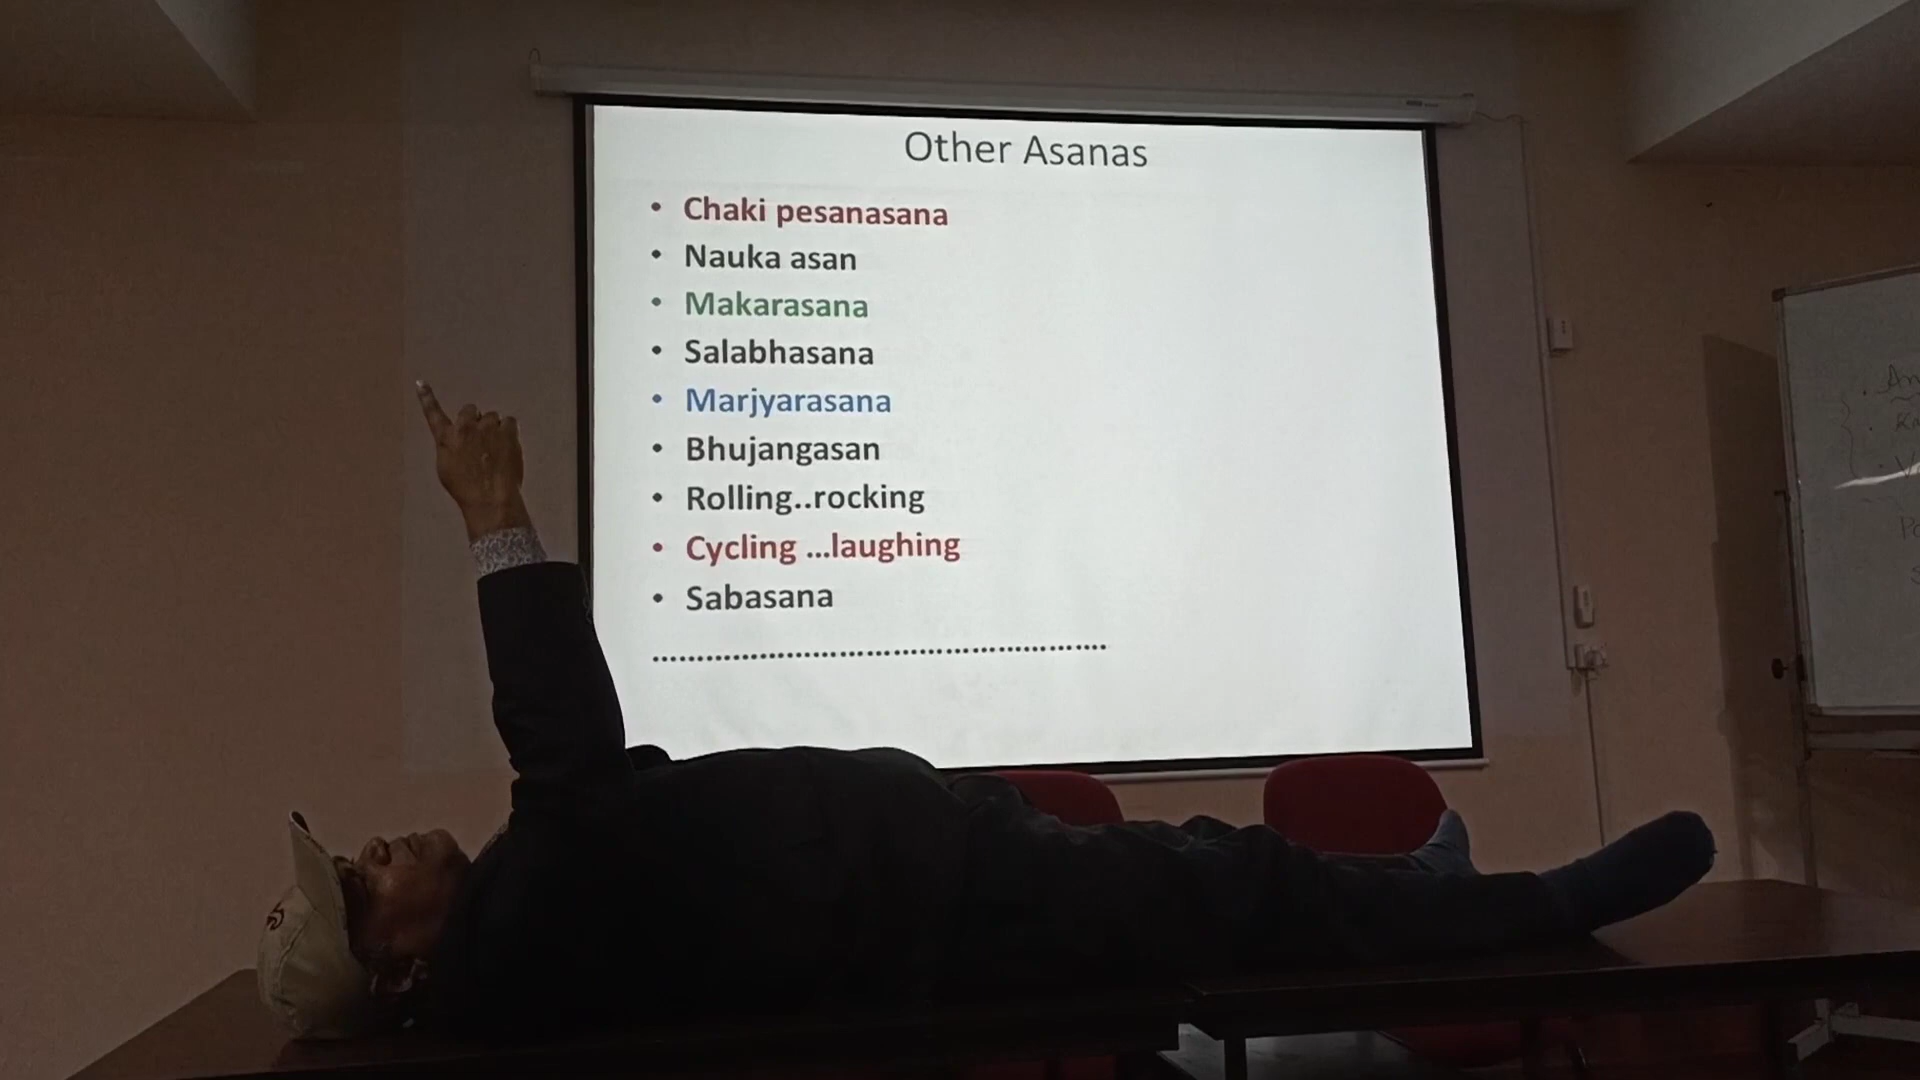 Other Asanas
• Chaki pesanasana
• Nauka asan
• Makarasana
• Salabhasana
• Marjyarasana
• Bhujangasan
• Rolling..rocking
• Cycling ...laughing
• Sabasana